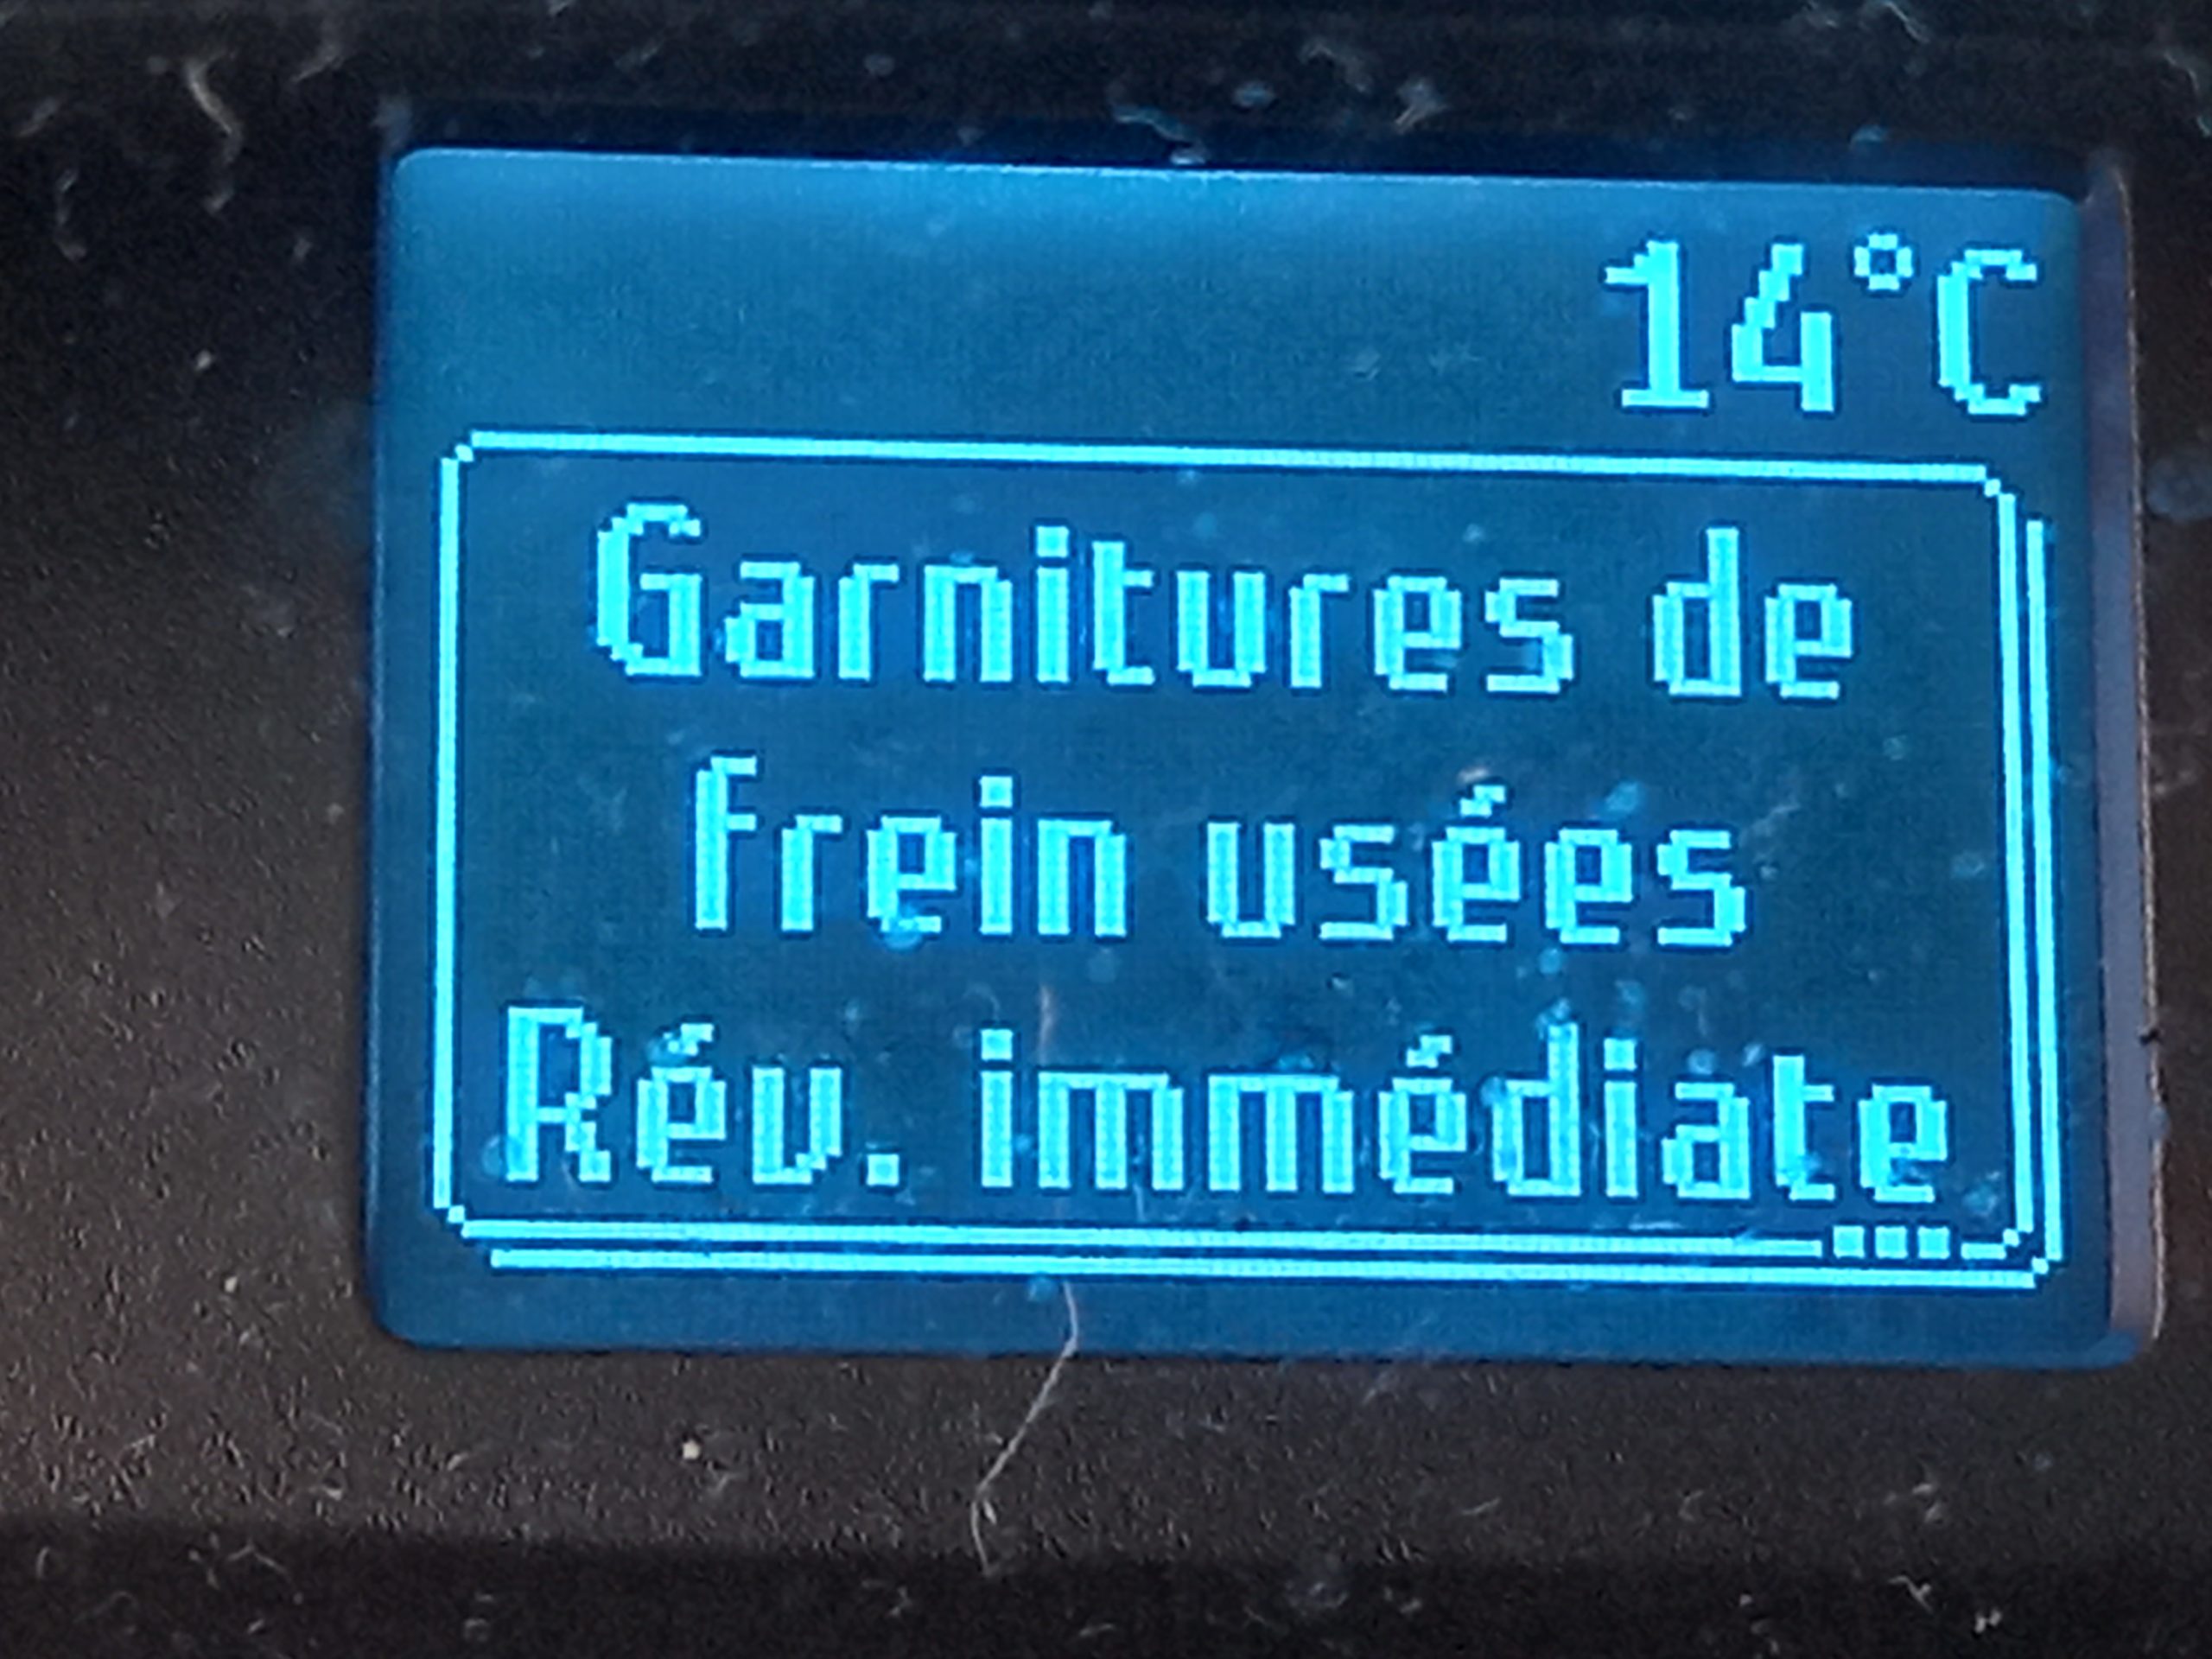 14°C
Garnitures de
frein usées
Rév. immédiate